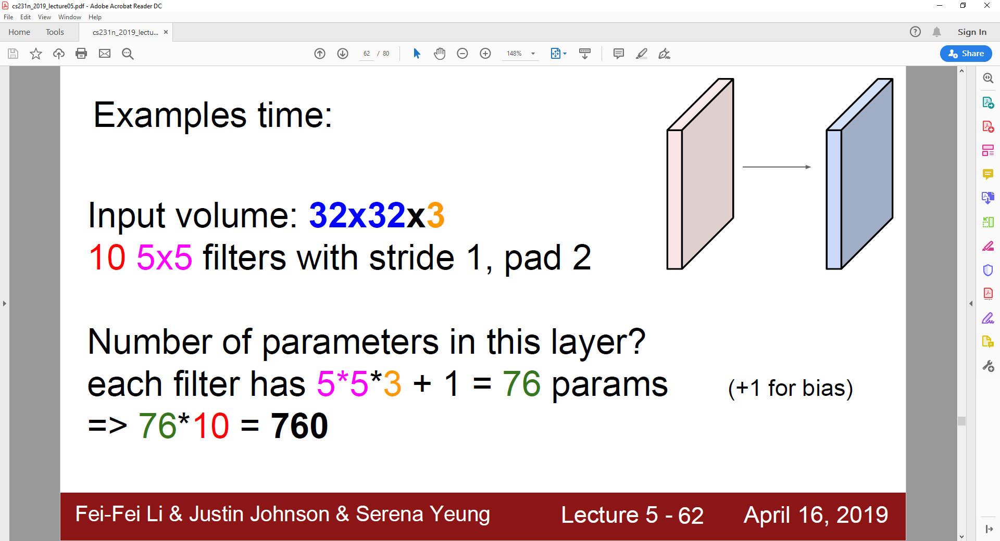 cs231n_2019_lecture05.pdf - Adobe Acrobat Reader DC
File Edit View Window Help
Home Tools cs231n_2019_lectu... × Sign In
62 / 80 148% Share
Examples time:
Input volume: 32x32x3
10 5x5 filters with stride 1, pad 2
Number of parameters in this layer?
each filter has 5*5*3 + 1 = 76 params (+1 for bias)
=> 76*10 = 760
Fei-Fei Li & Justin Johnson & Serena Yeung Lecture 5 - 62 April 16, 2019